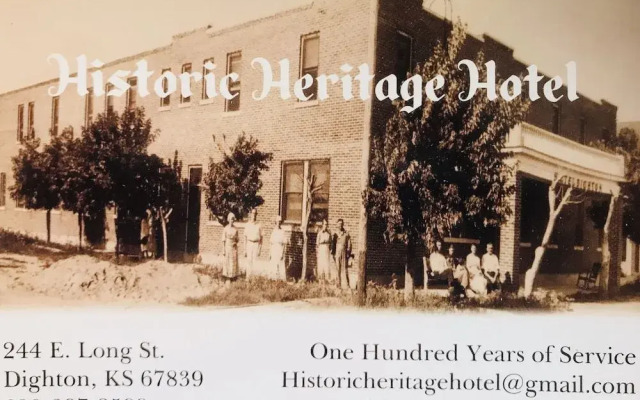 Historic Heritage Hotel
244 E. Long St.
One Hundred Years of Service
Dighton, KS 67839
Historicheritagehotel@gmail.com